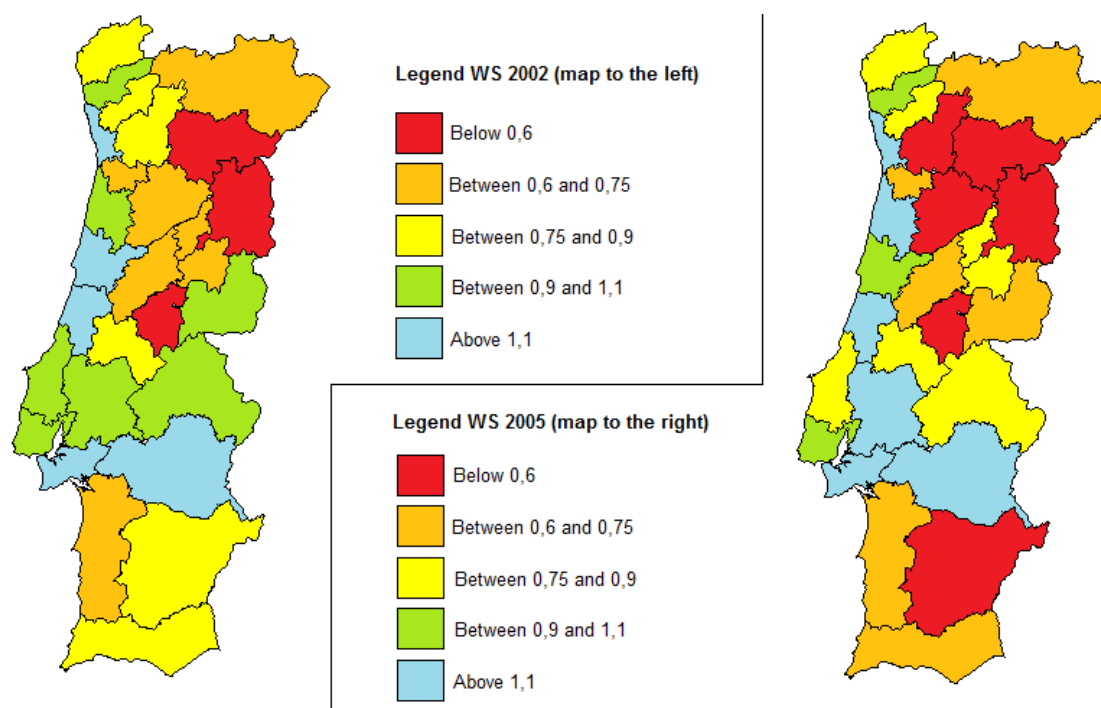 Legend WS 2002 (map to the left)
Below 0,6
Between 0,6 and 0,75
Between 0,75 and 0,9
Between 0,9 and 1,1
Above 1,1
Legend WS 2005 (map to the right)
Below 0,6
Between 0,6 and 0,75
Between 0,75 and 0,9
Between 0,9 and 1,1
Above 1,1